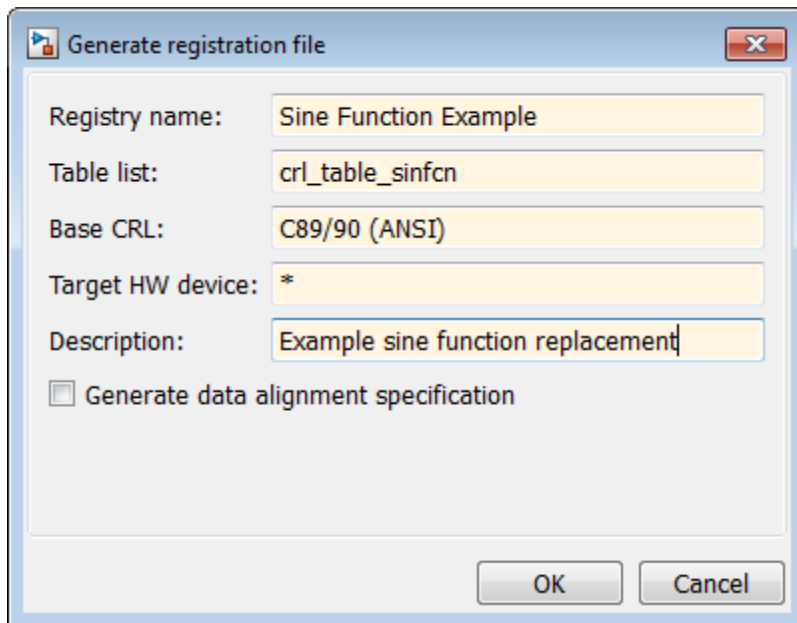 Generate registration file
Registry name: Sine Function Example
Table list: crl_table_sinfcn
Base CRL: C89/90 (ANSI)
Target HW device: *
Description: Example sine function replacement
Generate data alignment specification
OK Cancel